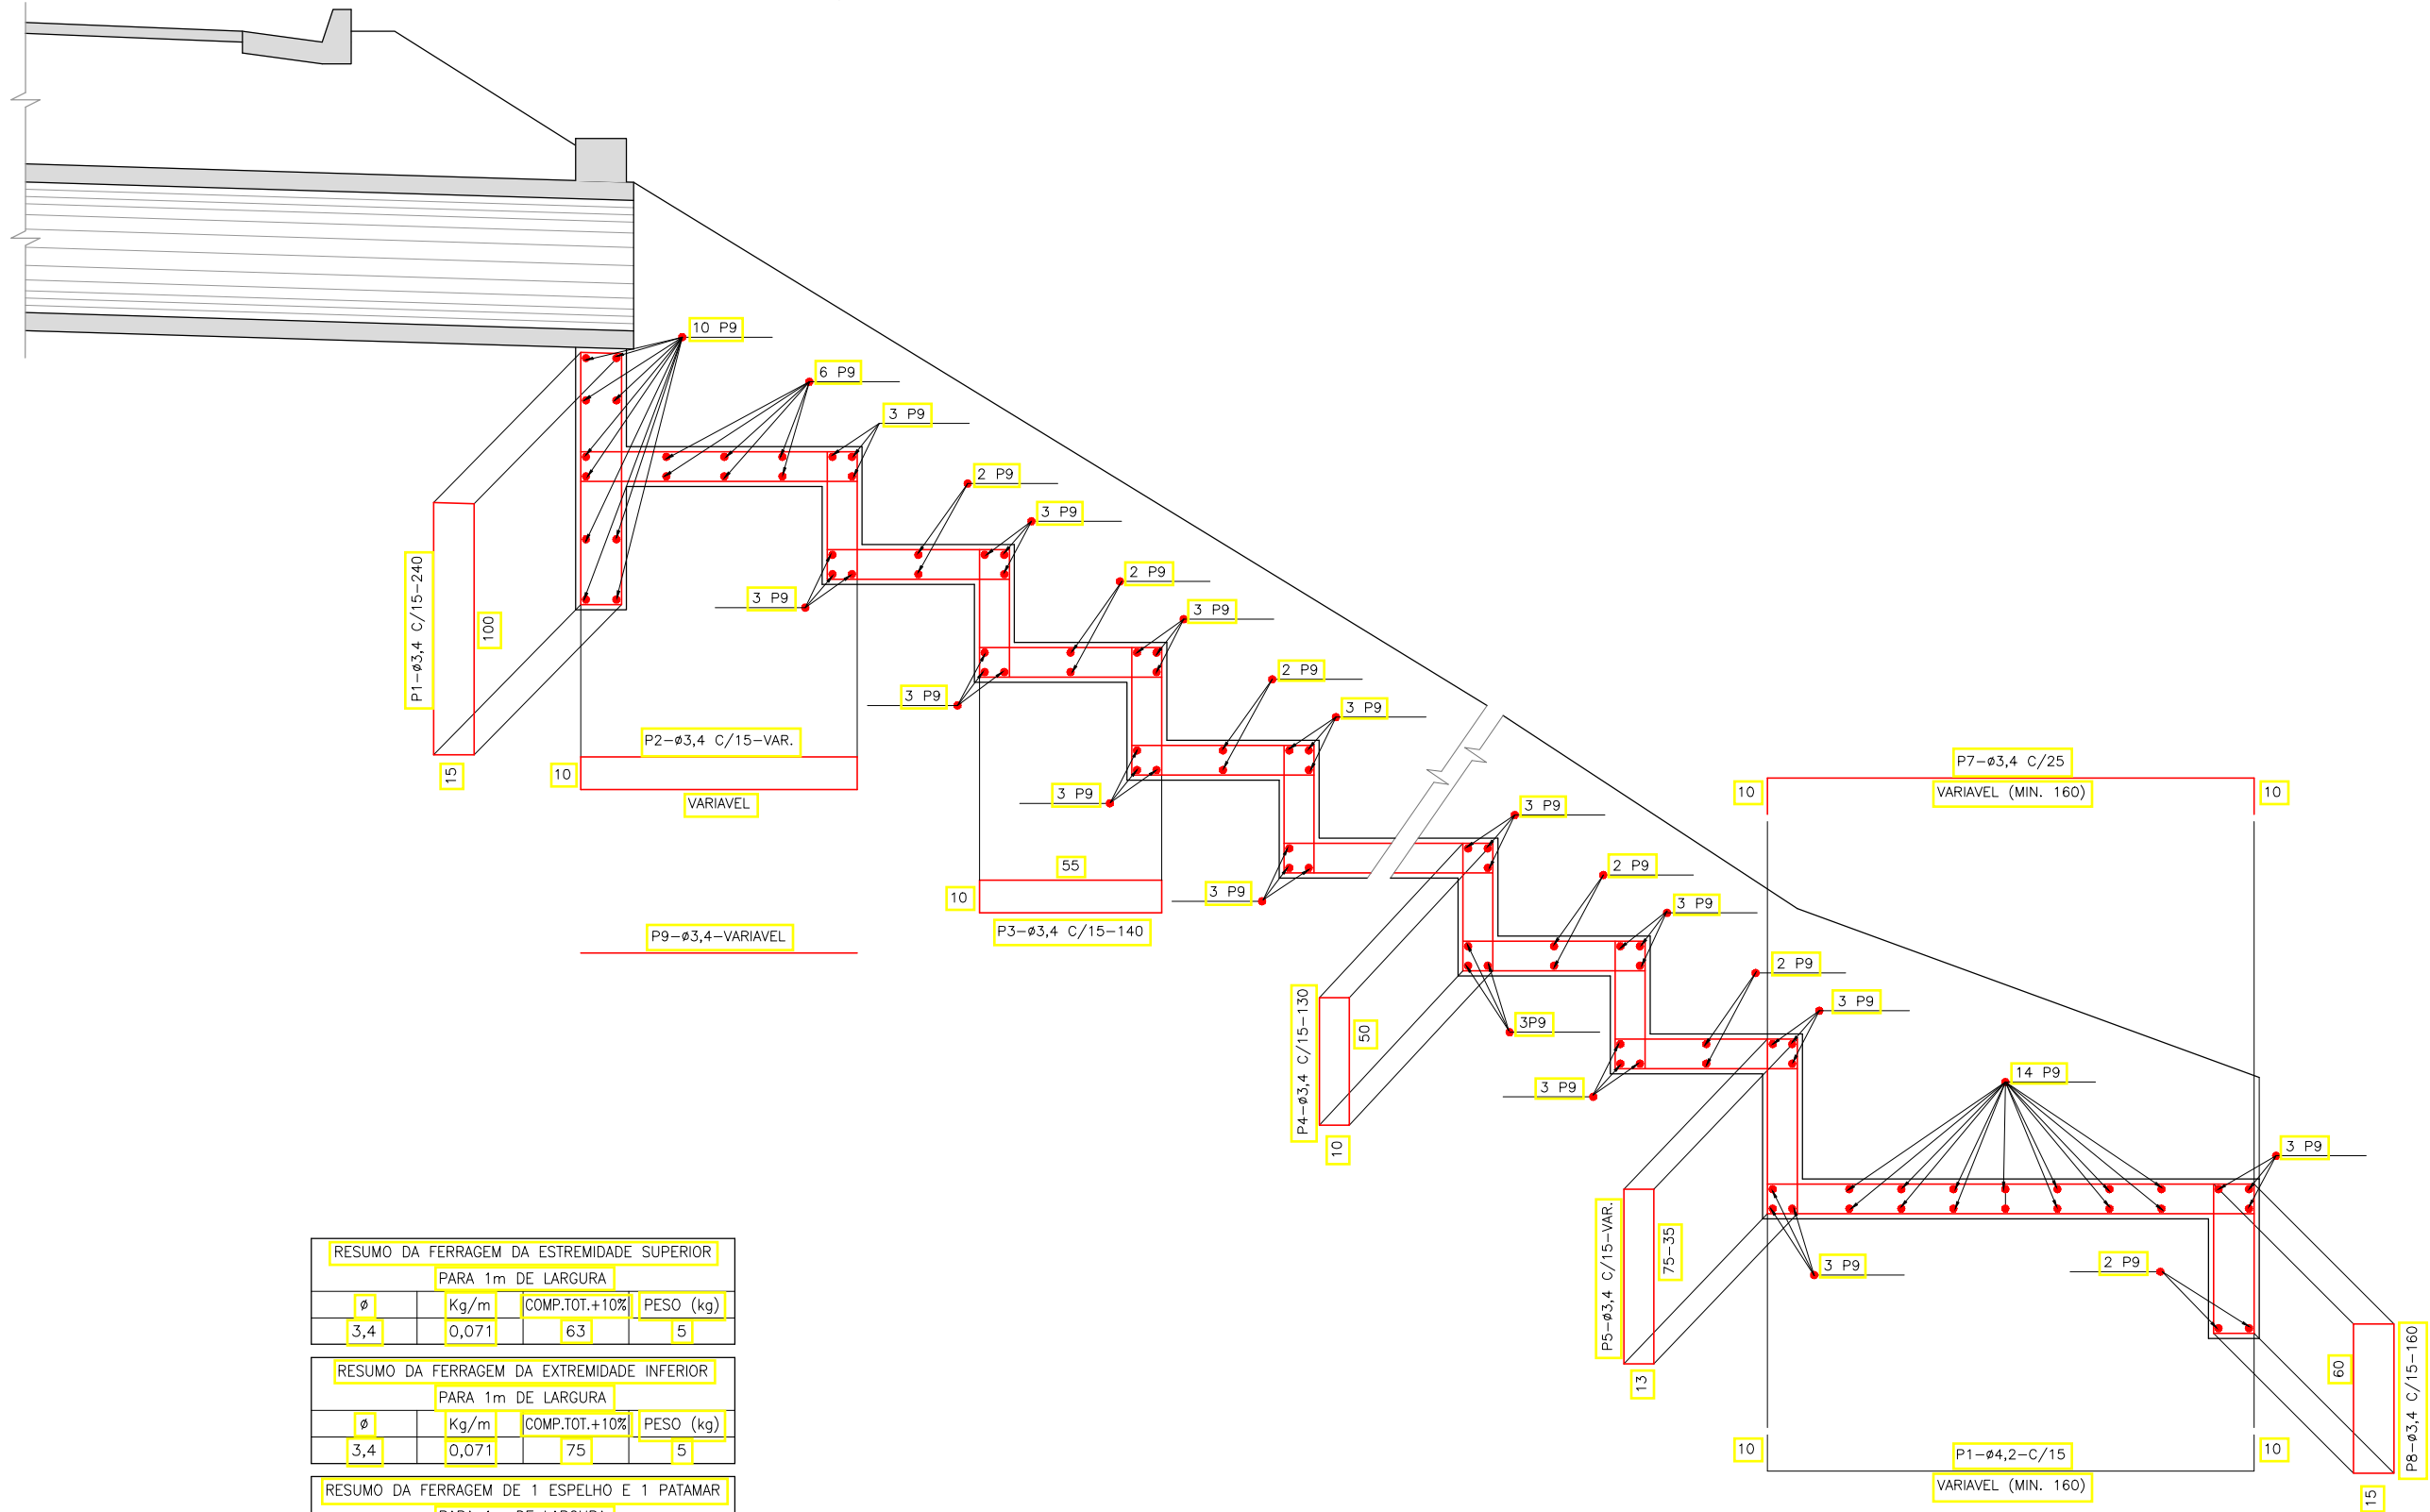 10 P9
6 P9
3 P9
2 P9
3 P9
2 P9
3 P9
3 P9
2 P9
3 P9
3 P9
3 P9
3 P9
P1-ø3,4 C/15-240
100
15
P2-ø3,4 C/15-VAR.
10
VARIAVEL
P9-ø3,4-VARIAVEL
55
10
P3-ø3,4 C/15-140
P7-ø3,4 C/25
10
VARIAVEL (MIN. 160)
10
3 P9
2 P9
3 P9
2 P9
3 P9
3P9
3 P9
P4-ø3,4 C/15-130
50
10
14 P9
3 P9
3 P9
2 P9
P5-ø3,4 C/15-VAR.
75-35
13
60
P8-ø3,4 C/15-160
15
10
P1-ø4,2-C/15
10
VARIAVEL (MIN. 160)
RESUMO DA FERRAGEM DA ESTREMIDADE SUPERIOR
PARA 1m DE LARGURA
ø Kg/m COMP.TOT.+10% PESO (kg)
3,4 0,071 63 5
RESUMO DA FERRAGEM DA EXTREMIDADE INFERIOR
PARA 1m DE LARGURA
ø Kg/m COMP.TOT.+10% PESO (kg)
3,4 0,071 75 5
RESUMO DA FERRAGEM DE 1 ESPELHO E 1 PATAMAR
PARA 1m DE LARGURA